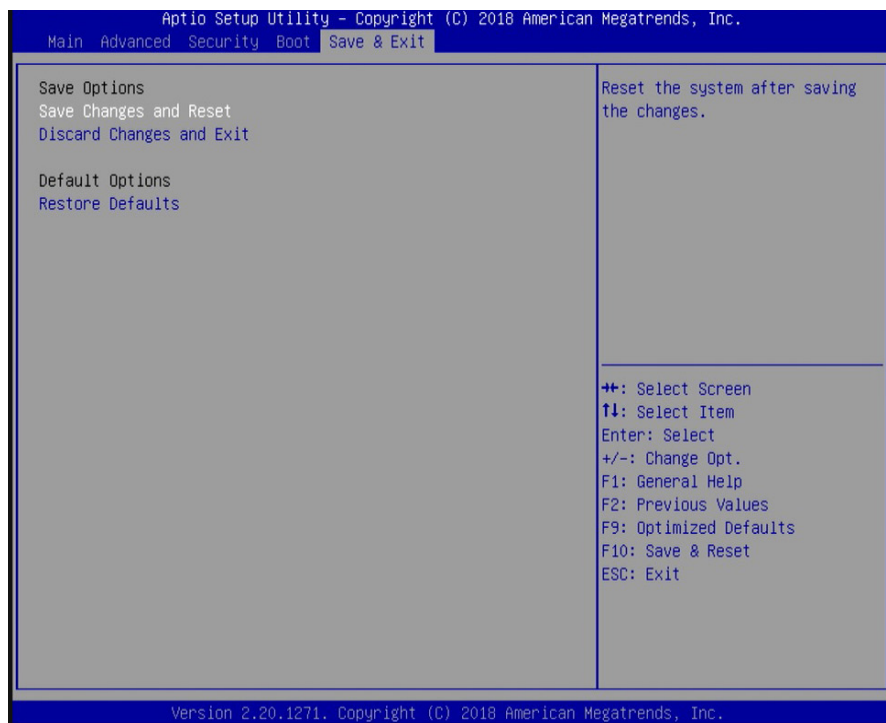 Aptio Setup Utility – Copyright (C) 2018 American Megatrends, Inc.
Main Advanced Security Boot Save & Exit
Save Options
Save Changes and Reset
Discard Changes and Exit
Default Options
Restore Defaults
Reset the system after saving
the changes.
→←: Select Screen
↑↓: Select Item
Enter: Select
+/-: Change Opt.
F1: General Help
F2: Previous Values
F9: Optimized Defaults
F10: Save & Reset
ESC: Exit
Version 2.20.1271. Copyright (C) 2018 American Megatrends, Inc.